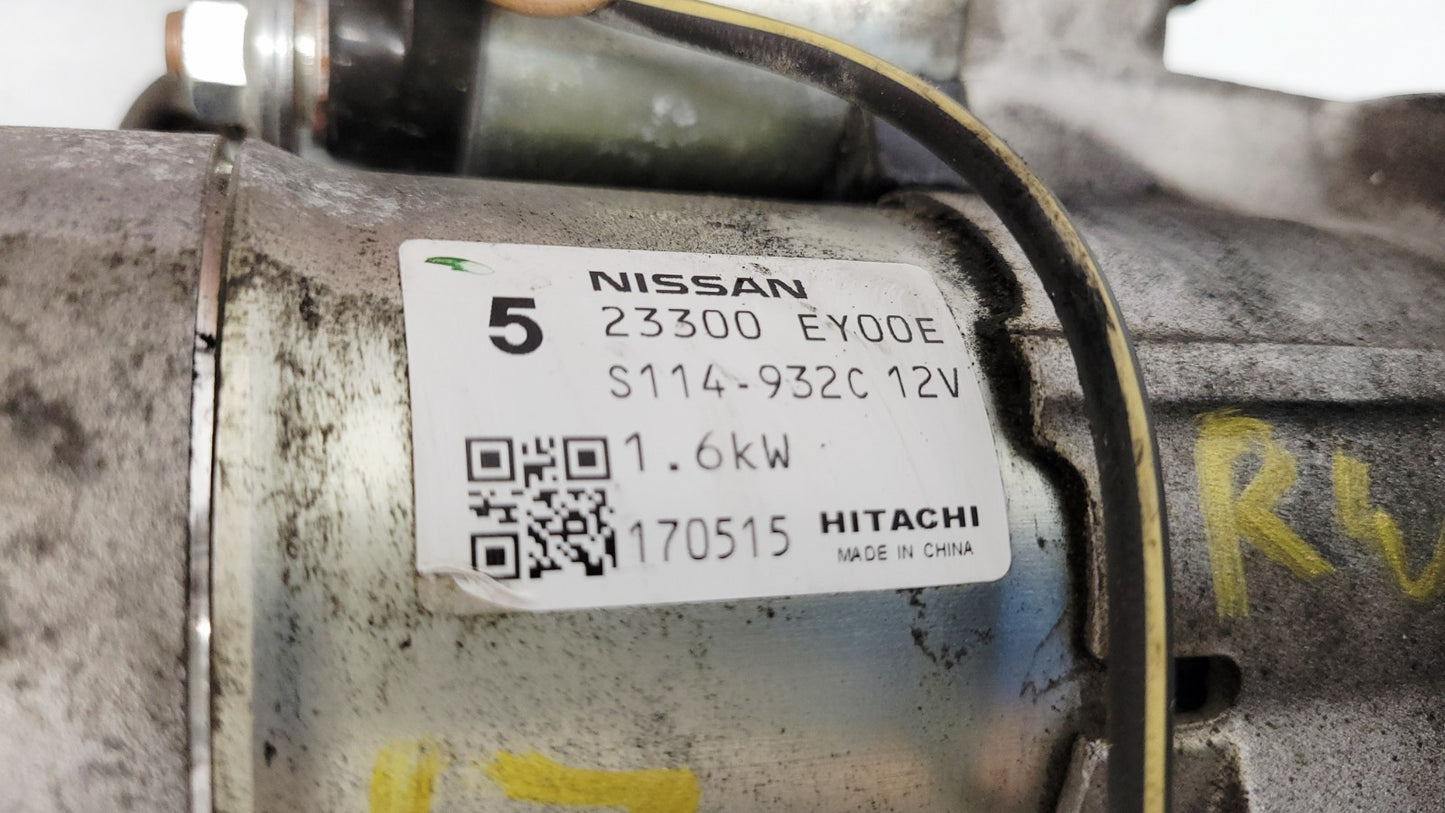 NISSAN
5 23300 EY00E
S114-932C 12V
1.6kW
170515 HITACHI
MADE IN CHINA